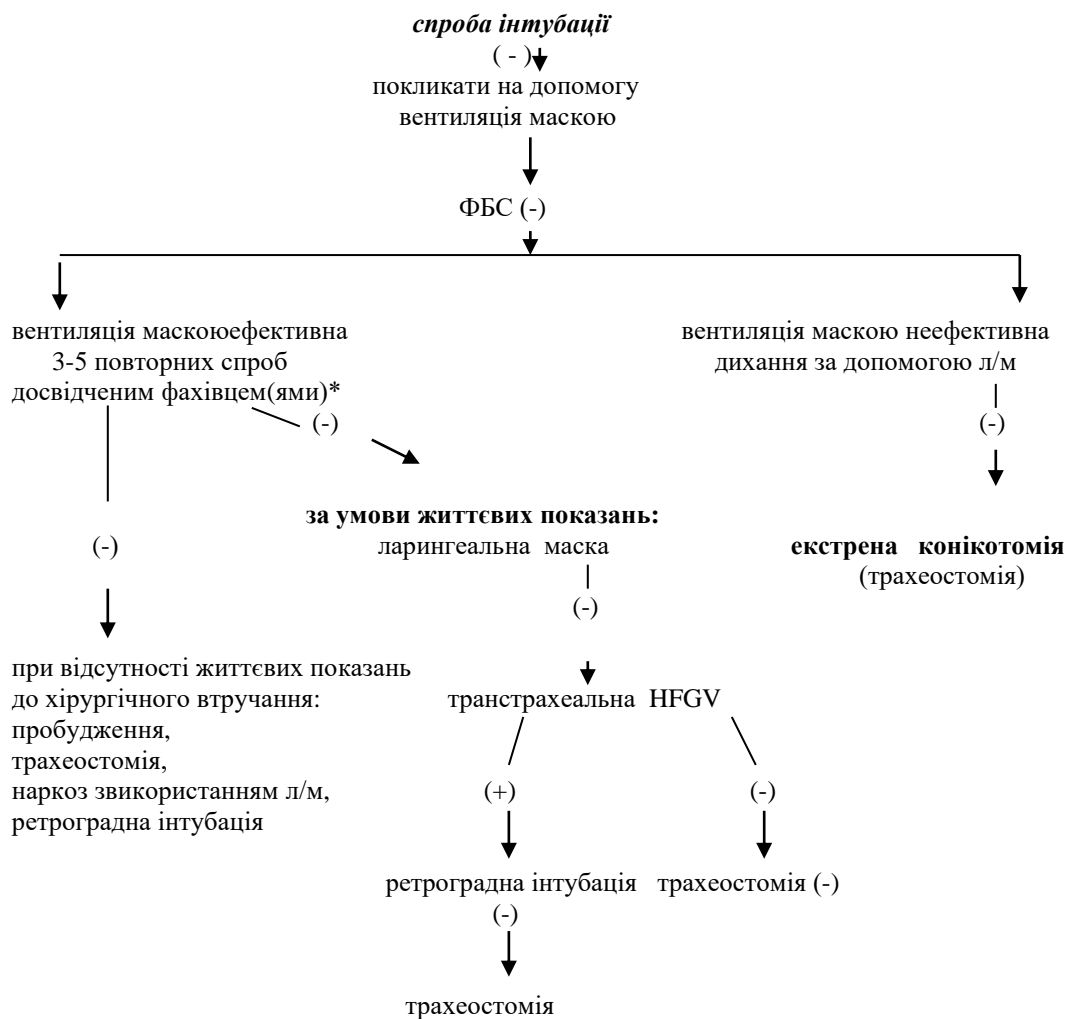 спроба інтубації
( - )
покликати на допомогу
вентиляція маскою
ФБС (-)
вентиляція маскоюефективна
3-5 повторних спроб
досвідченим фахівцем(ями)*
(-)
(-)
при відсутності життєвих показань
до хірургічного втручання:
пробудження,
трахеостомія,
наркоз звикористанням л/м,
ретроградна інтубація
за умови життєвих показань:
ларингеальна маска
(-)
транстрахеальна HFGV
(+)
(-)
ретроградна інтубація
трахеостомія (-)
(-)
трахеостомія
вентиляція маскою неефективна
дихання за допомогою л/м
(-)
екстрена конікотомія
(трахеостомія)